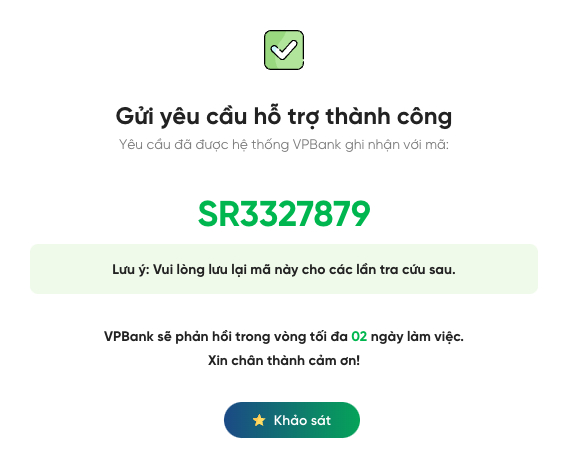 Gửi yêu cầu hỗ trợ thành công
Yêu cầu đã được hệ thống VPBank ghi nhận với mã:
SR3327879
Lưu ý: Vui lòng lưu lại mã này cho các lần tra cứu sau.
VPBank sẽ phản hồi trong vòng tối đa 02 ngày làm việc.
Xin chân thành cảm ơn!
Khảo sát